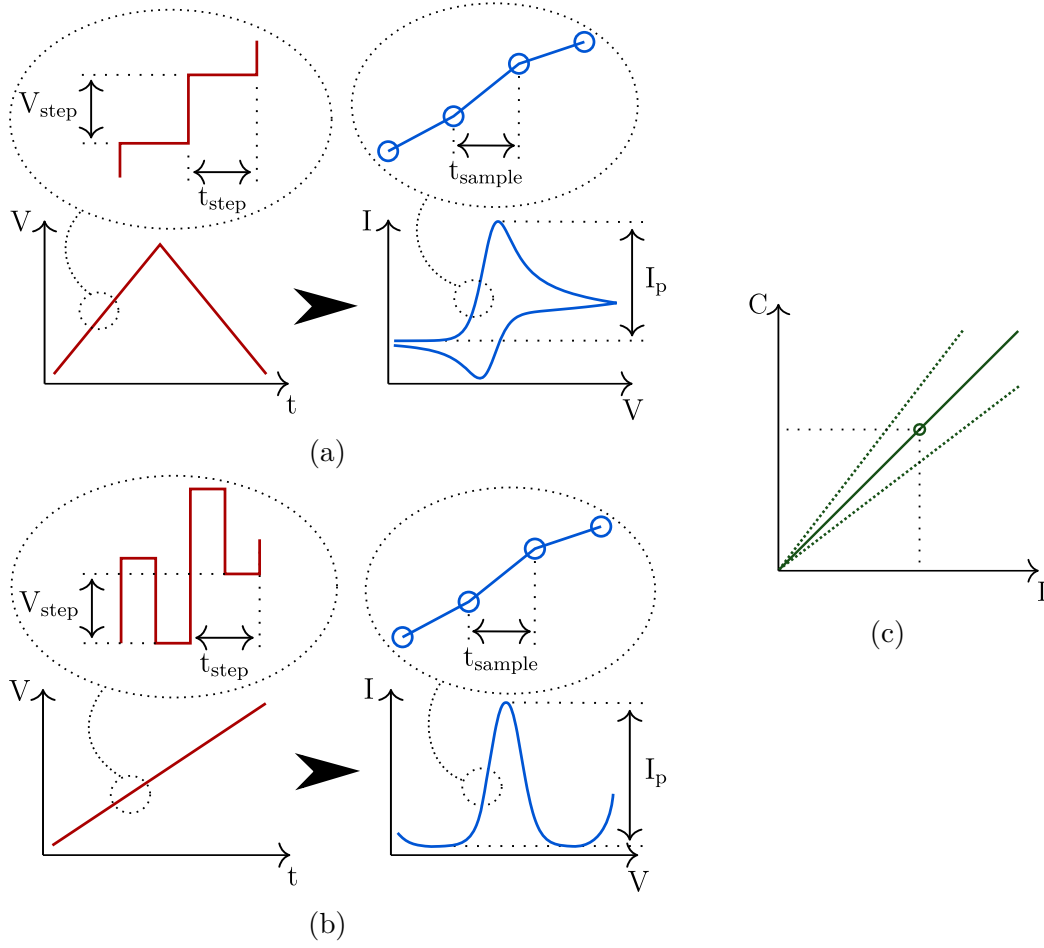 V_step
t_step
t_sample
V
t
I
I_p
V
(a)
C
I
(c)
V_step
t_step
t_sample
V
t
I
I_p
V
(b)